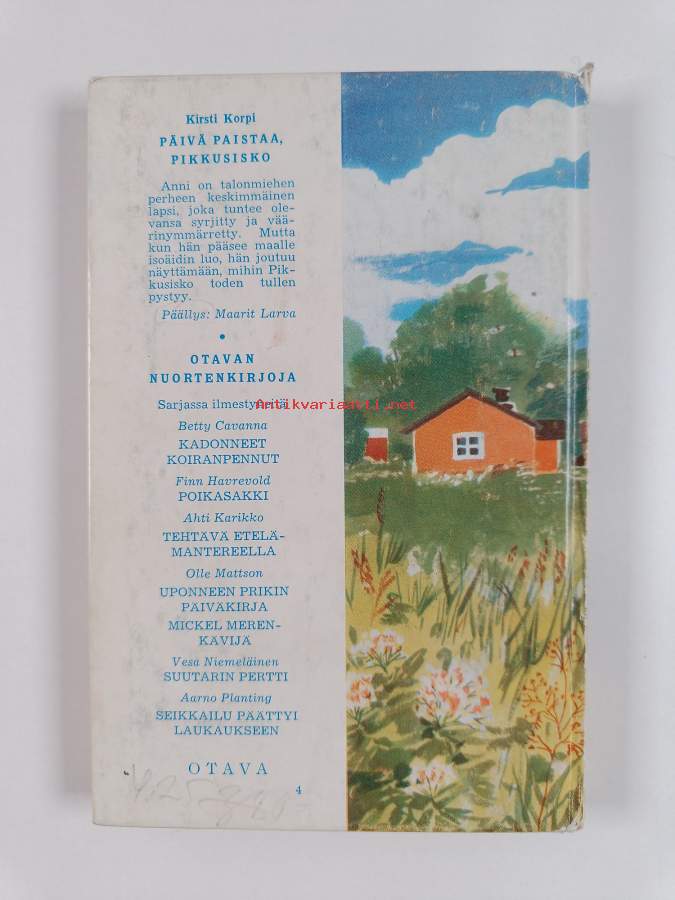 Kirsti Korpi
PÄIVÄ PAISTAA,
PIKKUSISKO
Anni on talonmiehen
perheen keskimmäinen
lapsi, joka tuntee ole-
vansa syrjitty ja vää-
rinymmärretty. Mutta
kun hän pääsee maalle
isoäidin luo, hän joutuu
näyttämään, mihin Pik-
kusisko toden tullen
pystyy.
Päällys: Maarit Larva
•
OTAVAN
NUORTENKIRJOJA
Sarjassa ilmestyneitä
Antikvariaatti.net
Betty Cavanna
KADONNEET
KOIRANPENNUT
Finn Havrevold
POIKASAKKI
Ahti Karikko
TEHTÄVÄ ETELÄ-
MANTEREELLA
Olle Mattson
UPONNEEN PRIKIN
PÄIVÄKIRJA
MICKEL MEREN-
KÄVIJÄ
Vesa Niemeläinen
SUUTARIN PERTTI
Aarno Planting
SEIKKAILU PÄÄTTYI
LAUKAUKSEEN
OTAVA
4